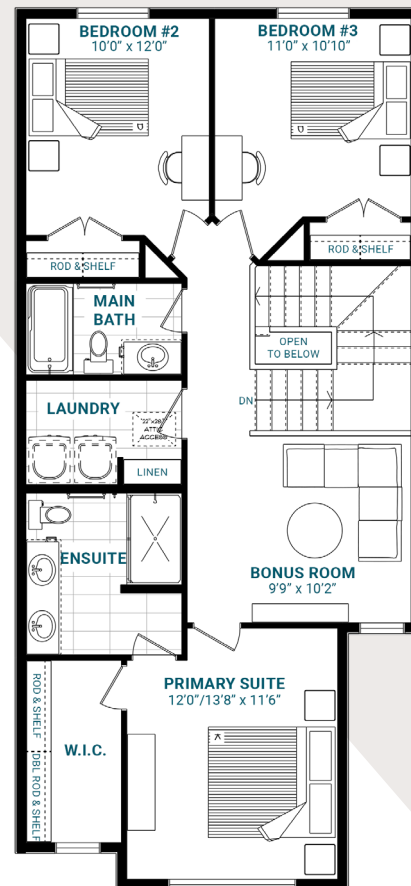 BEDROOM #2
10'0" x 12'0"
BEDROOM #3
11'0" x 10'10"
ROD & SHELF
ROD & SHELF
MAIN
BATH
OPEN
TO BELOW
DN
LAUNDRY
22"x28"
ATTIC
ACCESS
LINEN
ENSUITE
BONUS ROOM
9'9" x 10'2"
PRIMARY SUITE
12'0"/13'8" x 11'6"
ROD & SHELF
W.I.C.
DBL ROD & SHELF